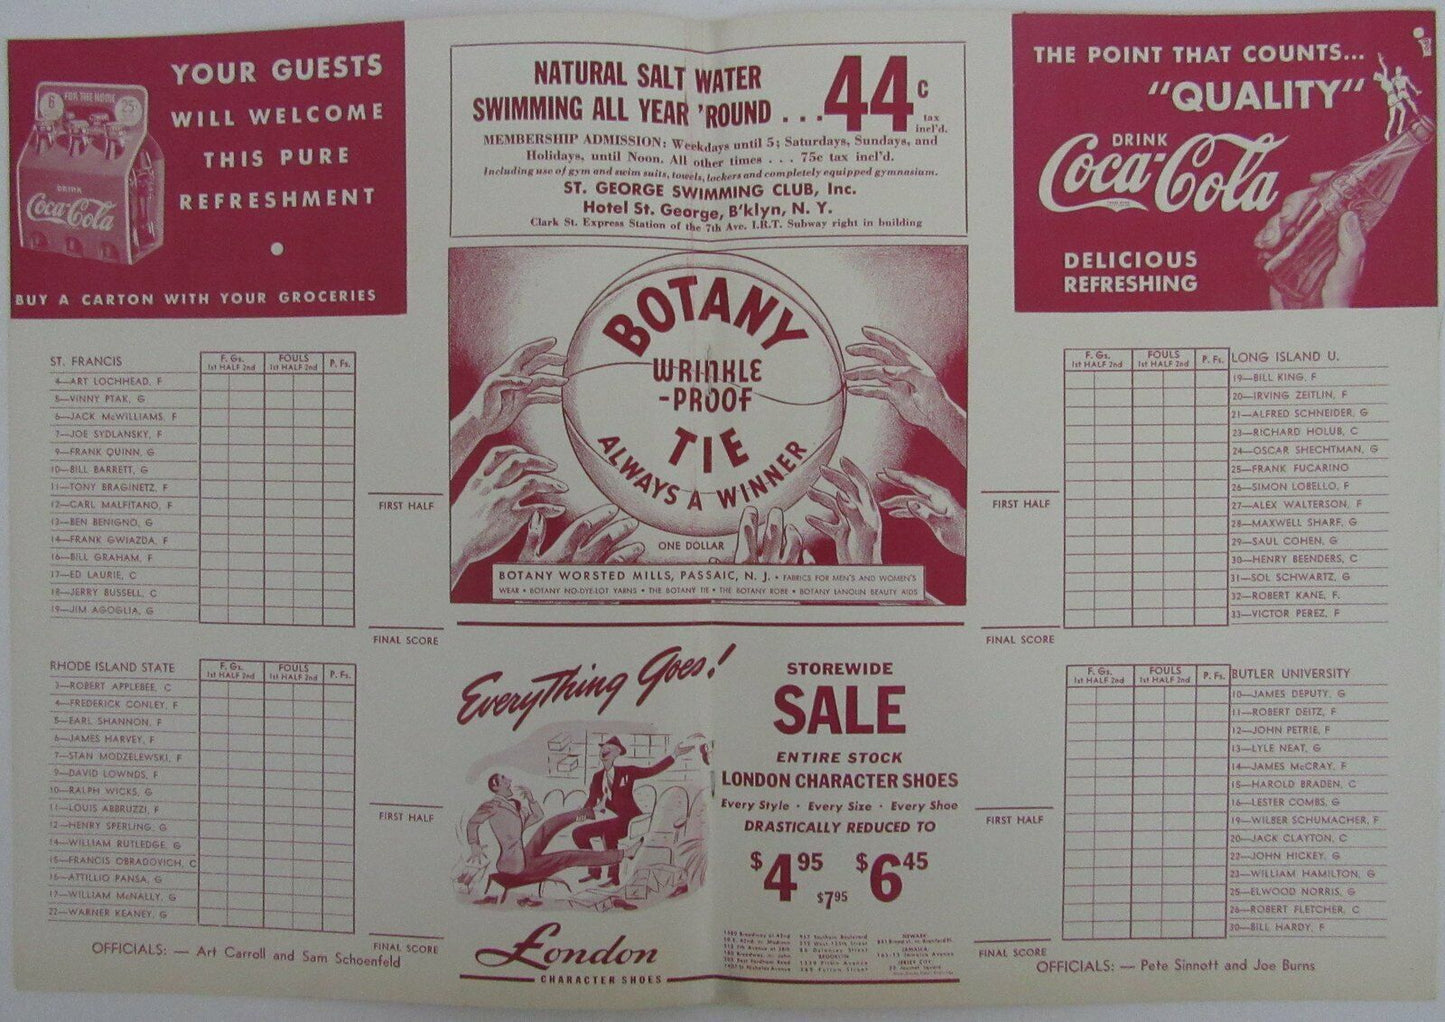 6 FOR THE HOME 25¢
DRINK
Coca-Cola
YOUR GUESTS
WILL WELCOME
THIS PURE
REFRESHMENT
BUY A CARTON WITH YOUR GROCERIES
NATURAL SALT WATER
SWIMMING ALL YEAR 'ROUND ... 44c
tax
incl'd.
MEMBERSHIP ADMISSION: Weekdays until 5; Saturdays, Sundays, and
Holidays, until Noon. All other times . . . 75c tax incl'd.
Including use of gym and swim suits, towels, lockers and completely equipped gymnasium.
ST. GEORGE SWIMMING CLUB, Inc.
Hotel St. George, B'klyn, N. Y.
Clark St. Express Station of the 7th Ave. I.R.T. Subway right in building
THE POINT THAT COUNTS...
"QUALITY"
DRINK
Coca-Cola
DELICIOUS
REFRESHING
ST. FRANCIS
F. Gs. FOULS P. Fs.
1st HALF 2nd 1st HALF 2nd
4—ART LOCHHEAD, F
5—VINNY PTAK, G
6—JACK McWILLIAMS, F
7—JOE SYDLANSKY, F
9—FRANK QUINN, G
10—BILL BARRETT, G
11—TONY BRAGINETZ, F
12—CARL MALFITANO, F
13—BEN BENIGNO, G
14—FRANK GWIAZDA, F
16—BILL GRAHAM, F
17—ED LAURIE, C
18—JERRY BUSSELL, C
19—JIM AGOGLIA, G
FIRST HALF
FINAL SCORE
BOTANY
WRINKLE
-PROOF
TIE
ALWAYS A WINNER
ONE DOLLAR
BOTANY WORSTED MILLS, PASSAIC, N. J. • FABRICS FOR MEN'S AND WOMEN'S
WEAR • BOTANY NO-DYE-LOT YARNS • THE BOTANY TIE • THE BOTANY ROBE • BOTANY LANOLIN BEAUTY AIDS
F. Gs. FOULS P. Fs. LONG ISLAND U.
1st HALF 2nd 1st HALF 2nd
19—BILL KING, F
20—IRVING ZEITLIN, F
21—ALFRED SCHNEIDER, G
23—RICHARD HOLUB, C
24—OSCAR SHECHTMAN, G
25—FRANK FUCARINO
26—SIMON LOBELLO, F
27—ALEX WALTERSON, F
28—MAXWELL SHARF, G
29—SAUL COHEN, G
30—HENRY BEENDERS, C
31—SOL SCHWARTZ, G
32—ROBERT KANE, F.
33—VICTOR PEREZ, F
FIRST HALF
FINAL SCORE
RHODE ISLAND STATE
F. Gs. FOULS P. Fs.
1st HALF 2nd 1st HALF 2nd
3—ROBERT APPLEBEE, C
4—FREDERICK CONLEY, F
5—EARL SHANNON, F
6—JAMES HARVEY, F
7—STAN MODZELEWSKI, F
9—DAVID LOWNDS, F
10—RALPH WICKS, G
11—LOUIS ABBRUZZI, F
12—HENRY SPERLING, G
14—WILLIAM RUTLEDGE, G
15—FRANCIS OBRADOVICH, C
16—ATTILIO PANSA, G
17—WILLIAM McNALLY, G
22—WARNER KEANEY, G
FIRST HALF
FINAL SCORE
OFFICIALS: — Art Carroll and Sam Schoenfeld
Everything Goes!
London
CHARACTER SHOES
STOREWIDE
SALE
ENTIRE STOCK
LONDON CHARACTER SHOES
Every Style • Every Size • Every Shoe
DRASTICALLY REDUCED TO
$4.95 $7.95 $6.45
BROOKLYN
NEWARK
JAMAICA
JERSEY CITY
F. Gs. FOULS P. Fs. BUTLER UNIVERSITY
1st HALF 2nd 1st HALF 2nd
10—JAMES DEPUTY, G
11—ROBERT DEITZ, F
12—JOHN PETRIE, F
13—LYLE NEAT, G
14—JAMES McCRAY, F
15—HAROLD BRADEN, C
16—LESTER COMBS, G
19—WILBER SCHUMACHER, F
20—JACK CLAYTON, C
22—JOHN HICKEY, G
23—WILLIAM HAMILTON, G
25—ELWOOD NORRIS, G
26—ROBERT FLETCHER, C
30—BILL HARDY, F
FIRST HALF
FINAL SCORE
OFFICIALS: — Pete Sinnott and Joe Burns